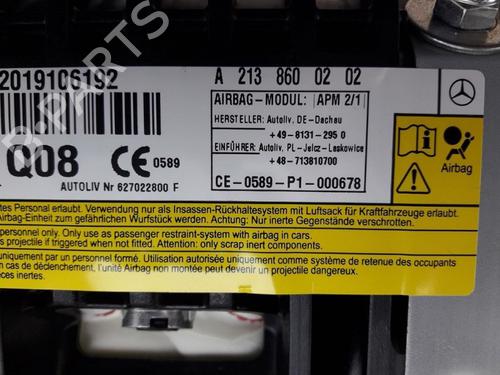 B-PARTS
2019106192
Q08 CE 0589
AUTOLIV Nr 627022800 F
A 213 860 02 02
AIRBAG-MODUL: APM 2/1
HERSTELLER: Autoliv, DE-Dachau
+49-8131-295 0
EINFÜHRER: Autoliv, PL-Jelcz-Laskowice
+48-713810700
CE-0589-P1-000678
Airbag
tes Personal erlaubt. Verwendung nur als Insassen-Rückhaltesystem mit Luftsack für Kraftfahrzeuge erlaubt.
Airbag-Einheit zum gefährlichen Wurfstück werden. Achtung: Nur inerte Gegenstände verschrotten.
personnel only. Only use as passenger restraint-system with airbag in cars.
s projectile if triggered when not fitted. Attention: only scrap inert components.
uniquement par un personnel formé. Utilisation autorisée uniquement comme système de retenue des occupants
n cas de déclenchement, l'unité Airbag non montée peut devenir un projectile dangereux.
ièces inertes.